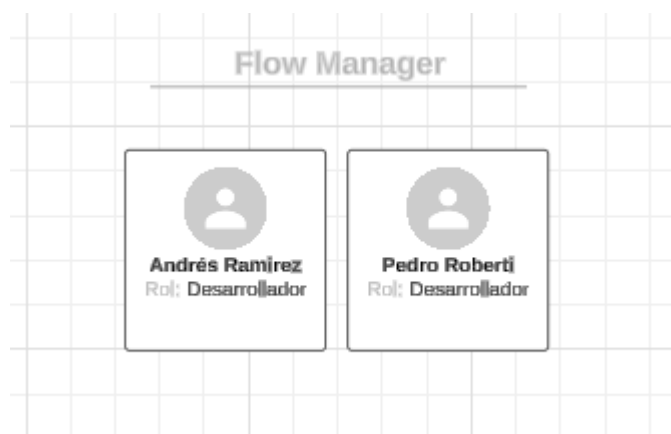 Flow Manager
Andrés Ramirez
Rol: Desarrollador
Pedro Roberti
Rol: Desarrollador